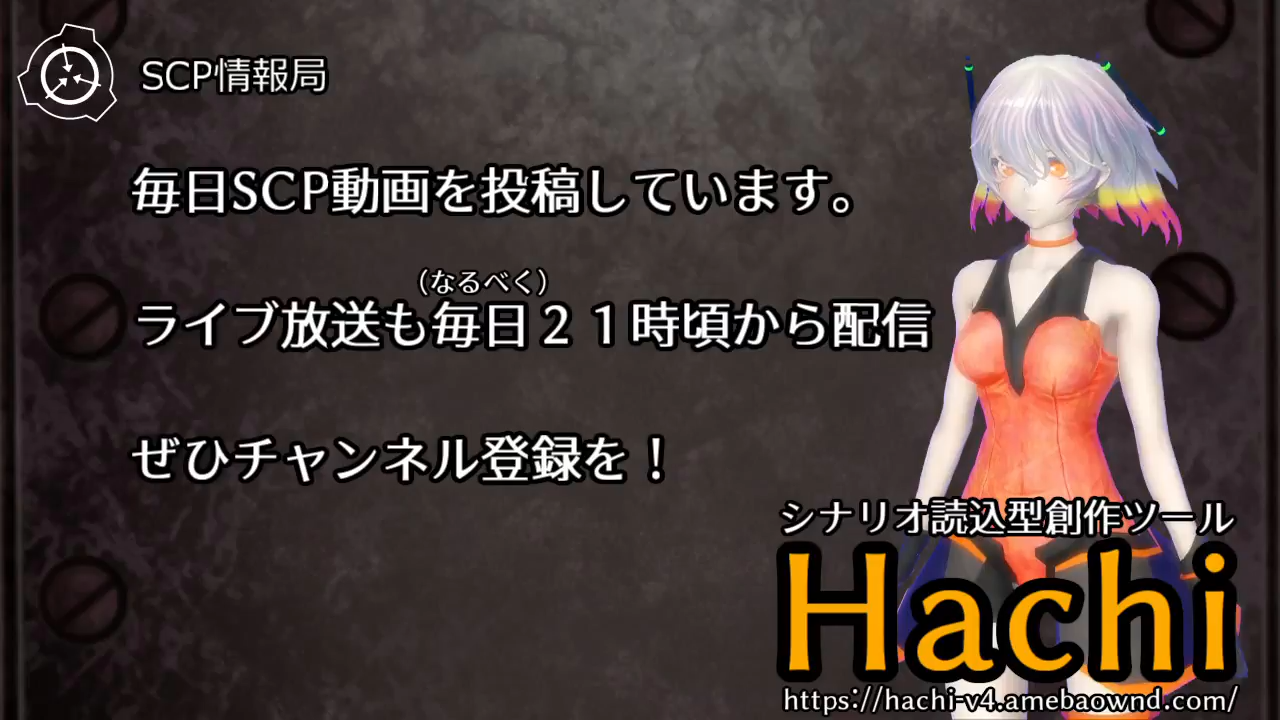 SCP情報局
毎日SCP動画を投稿しています。
（なるべく）
ライブ放送も毎日２１時頃から配信
ぜひチャンネル登録を！
シナリオ読込型創作ツール
Hachi
https://hachi-v4.amebaownd.com/